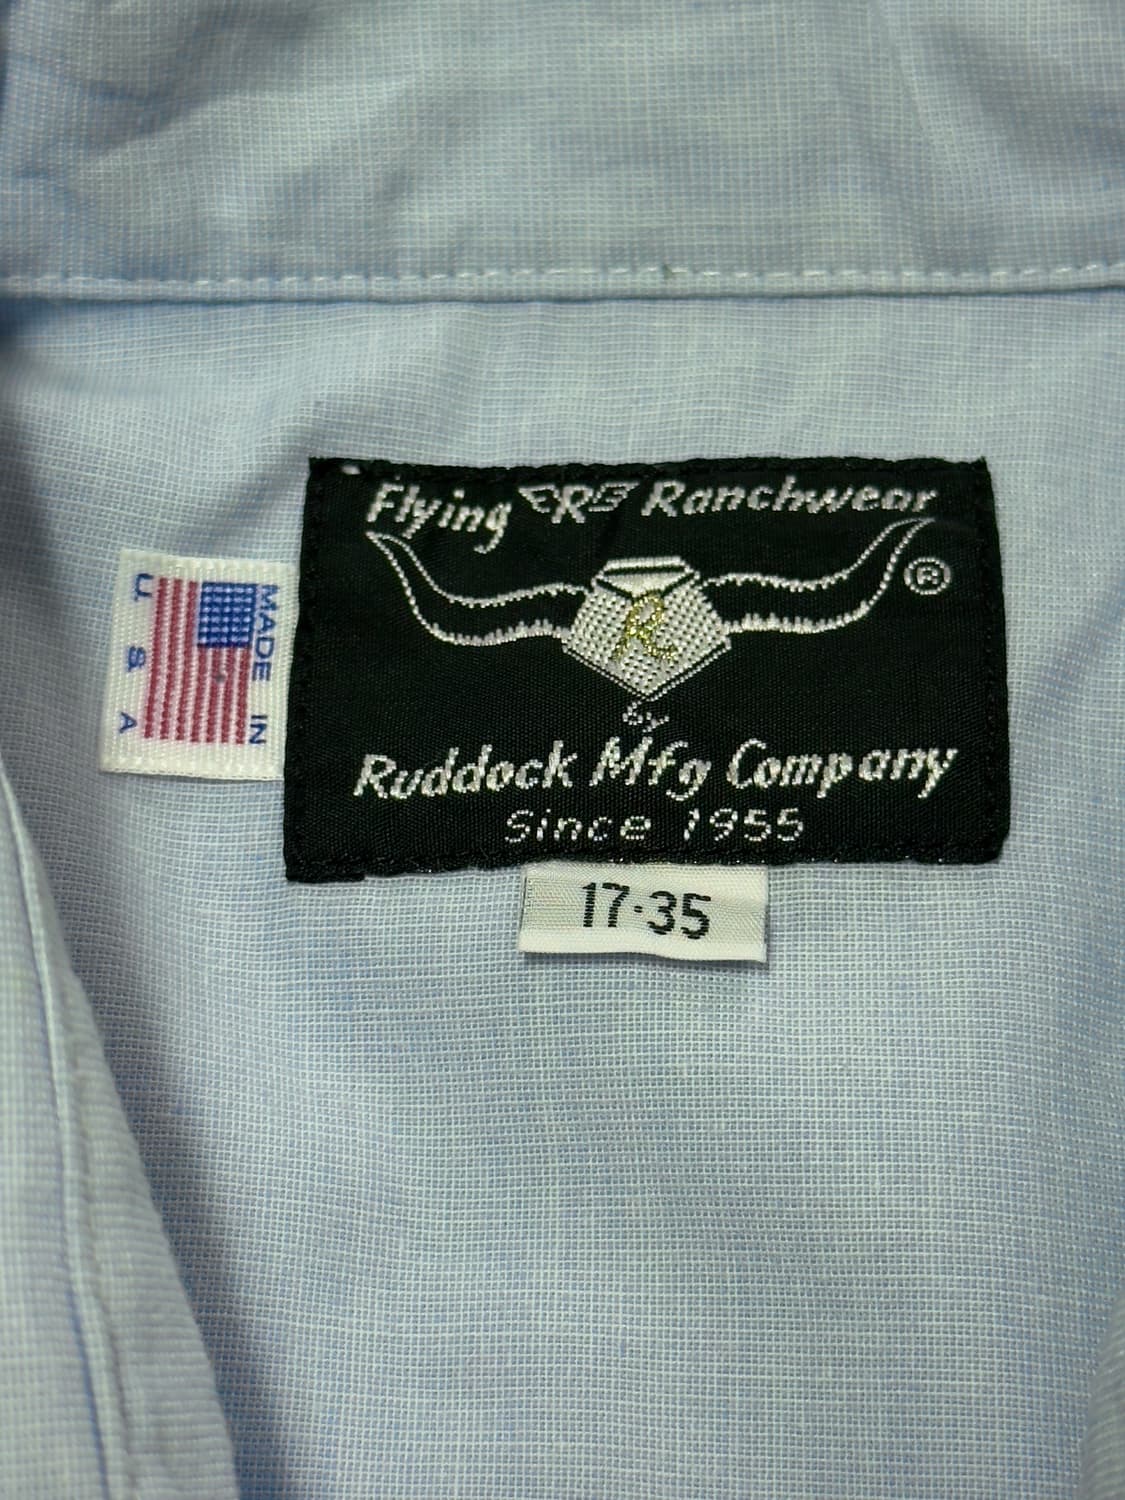 Flying R Ranchwear
®
R
by
Ruddock Mfg Company
Since 1955
17·35
MADE IN
U S A